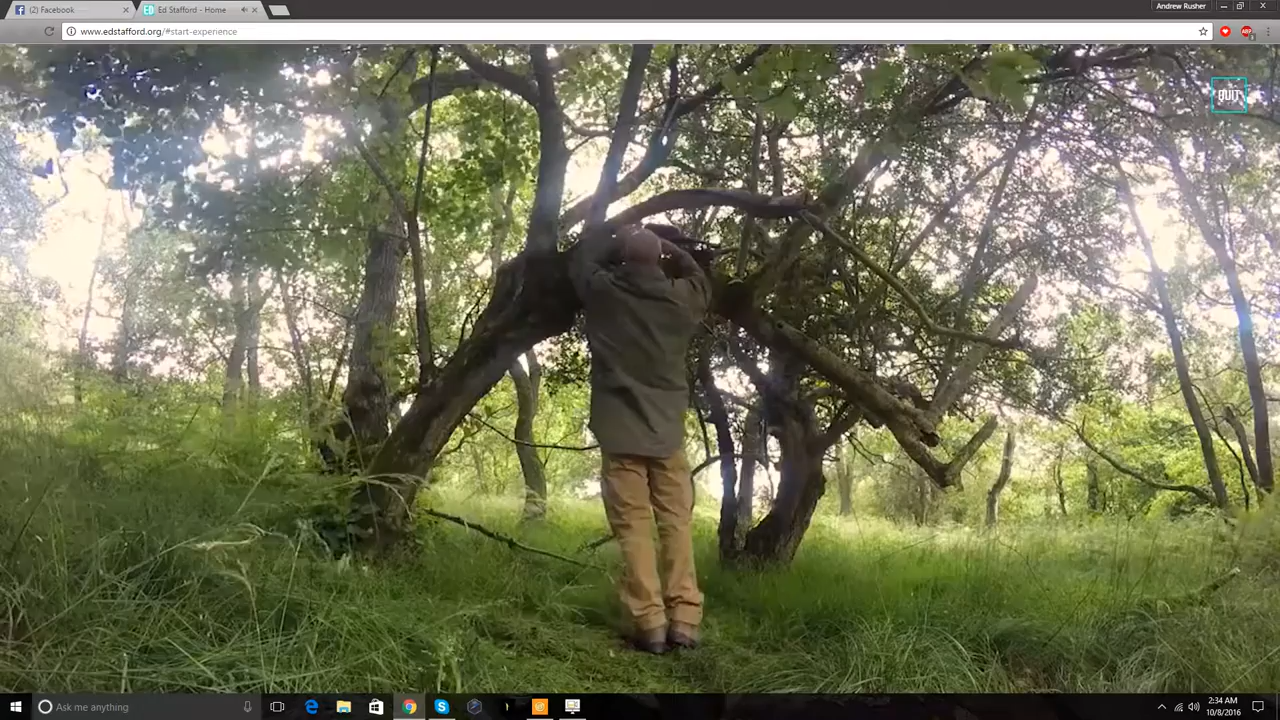 (2) Facebook
Ed Stafford - Home
Andrew Rusher
www.edstafford.org/#start-experience
QUIT
Ask me anything
2:34 AM
10/8/2016